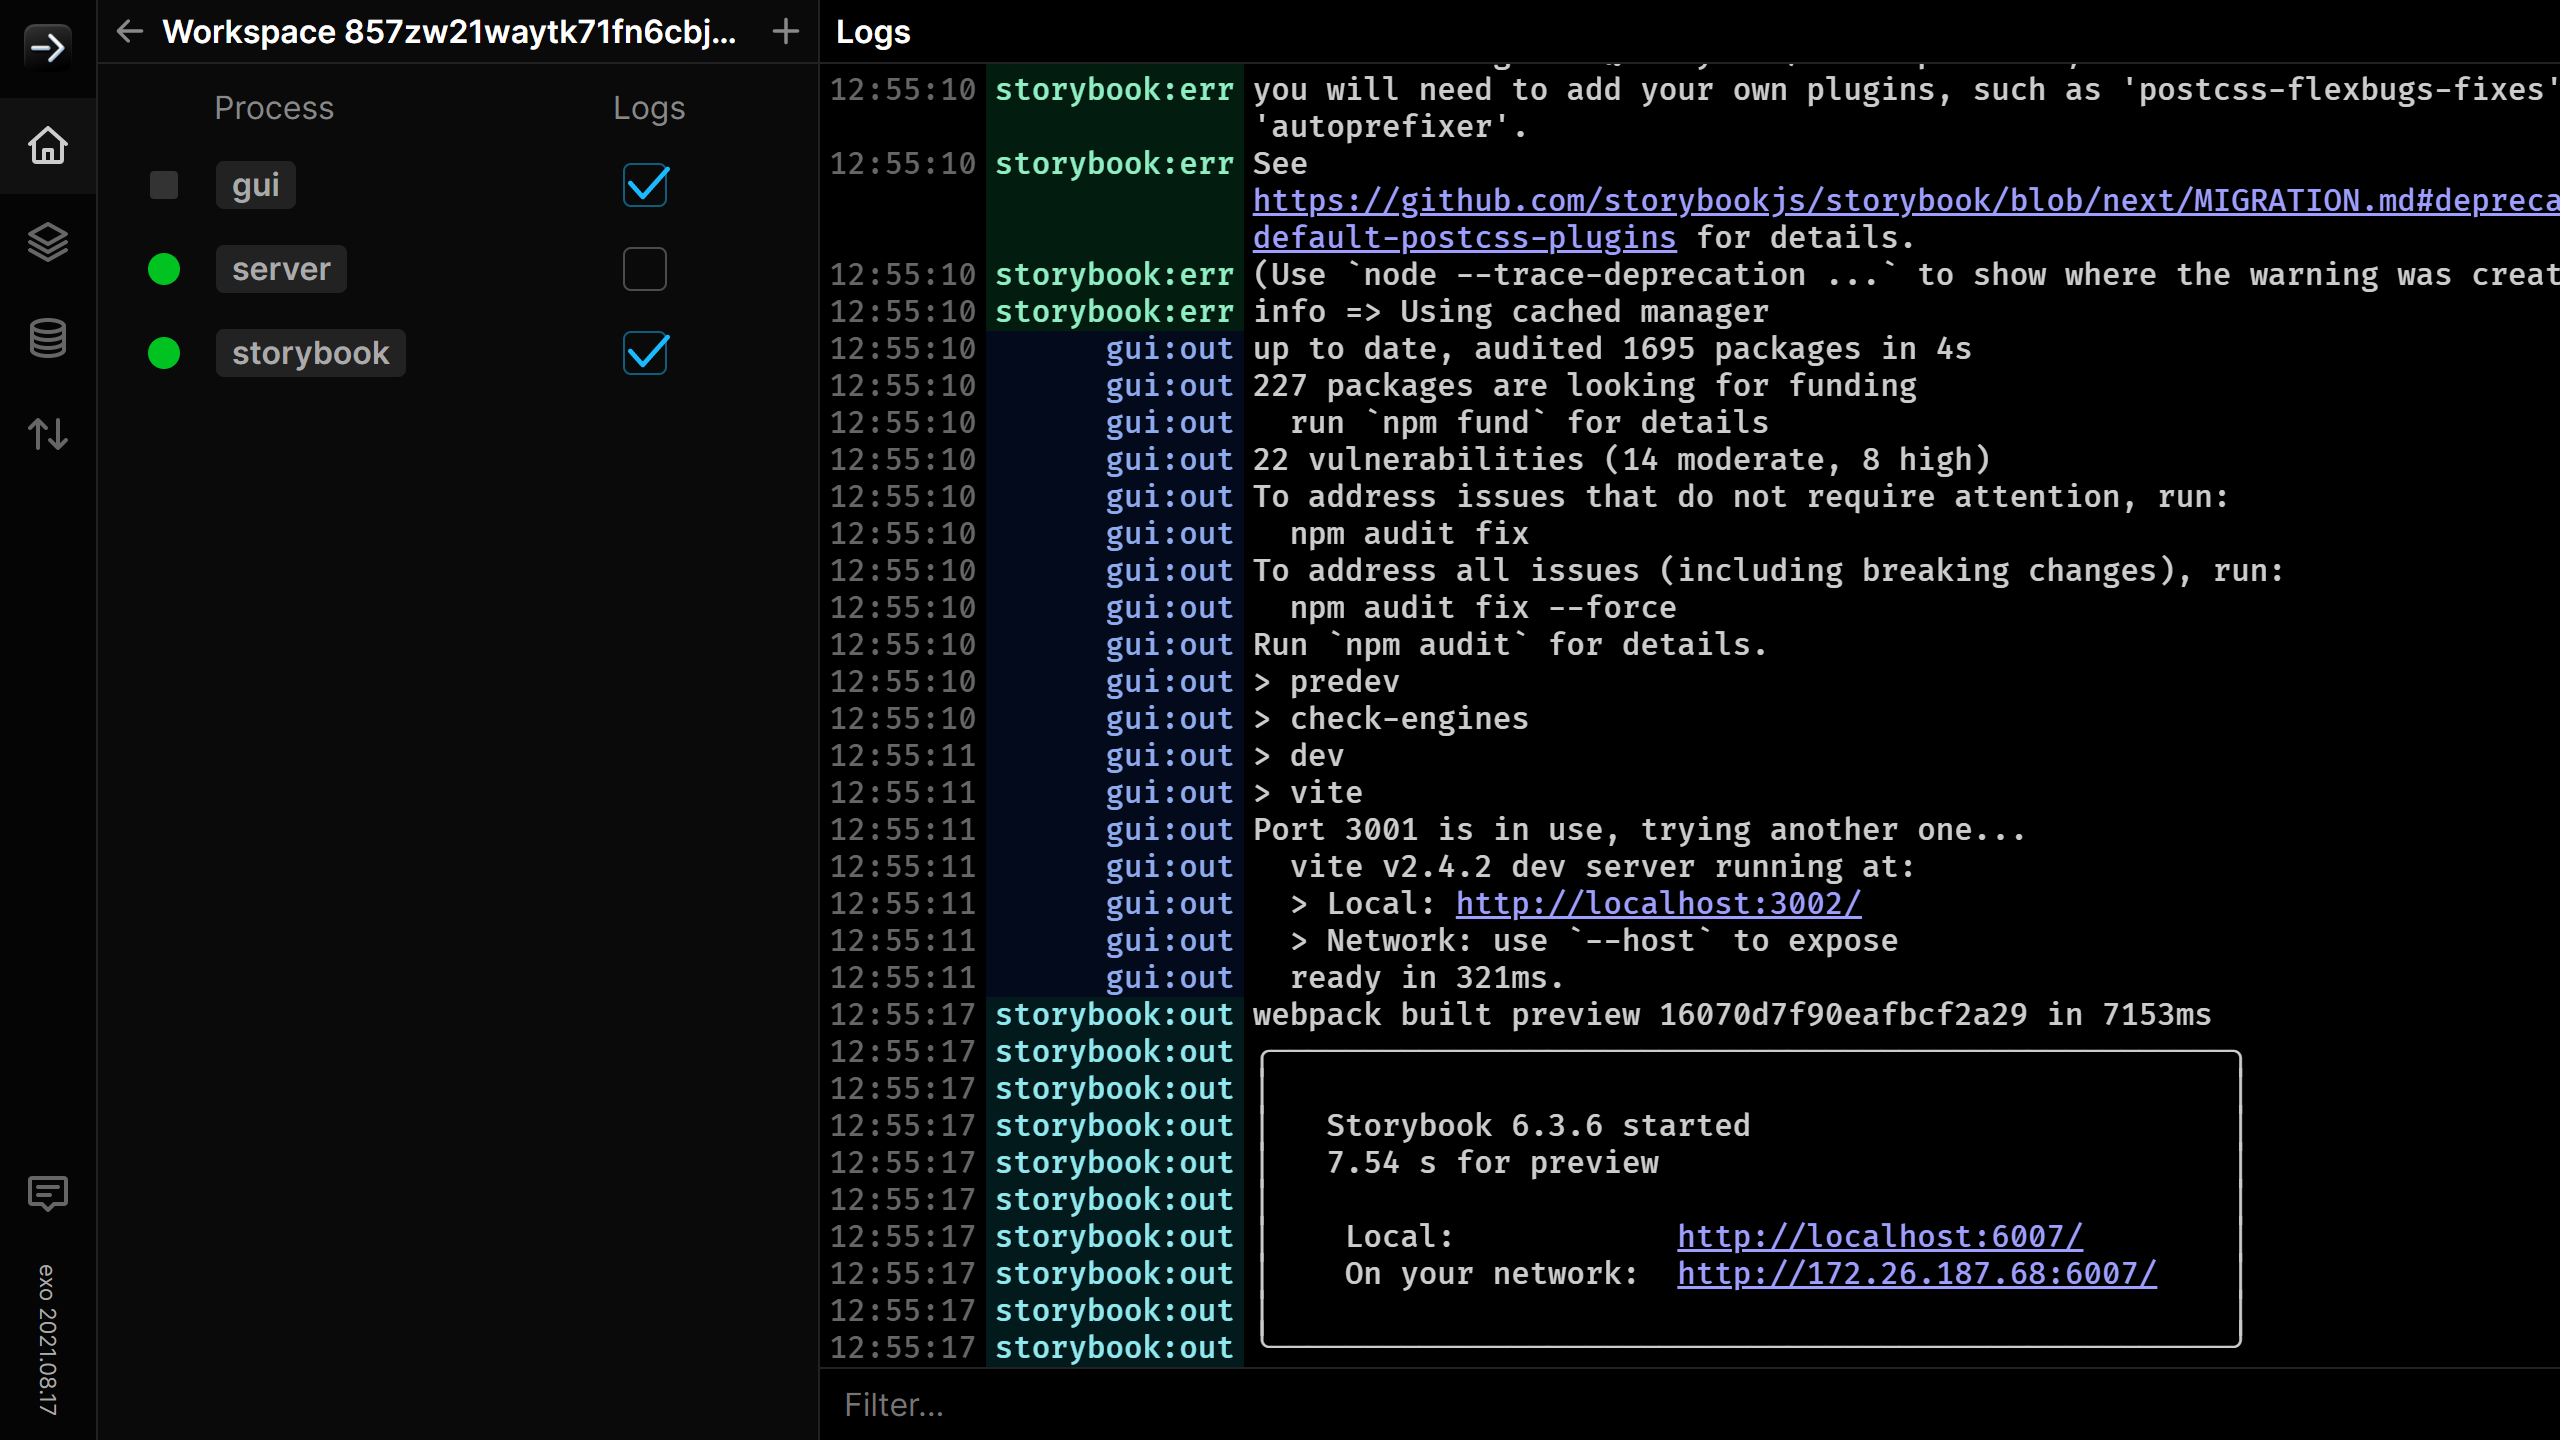 Workspace 857zw21waytk71fn6cbj...
Process Logs
gui
server
storybook
exo 2021.08.17
Logs
12:55:10 storybook:err you will need to add your own plugins, such as 'postcss-flexbugs-fixes'
'autoprefixer'.
12:55:10 storybook:err See
https://github.com/storybookjs/storybook/blob/next/MIGRATION.md#depreca
default-postcss-plugins for details.
12:55:10 storybook:err (Use `node --trace-deprecation ...` to show where the warning was creat
12:55:10 storybook:err info => Using cached manager
12:55:10 gui:out up to date, audited 1695 packages in 4s
12:55:10 gui:out 227 packages are looking for funding
12:55:10 gui:out run `npm fund` for details
12:55:10 gui:out 22 vulnerabilities (14 moderate, 8 high)
12:55:10 gui:out To address issues that do not require attention, run:
12:55:10 gui:out npm audit fix
12:55:10 gui:out To address all issues (including breaking changes), run:
12:55:10 gui:out npm audit fix --force
12:55:10 gui:out Run `npm audit` for details.
12:55:10 gui:out > predev
12:55:10 gui:out > check-engines
12:55:11 gui:out > dev
12:55:11 gui:out > vite
12:55:11 gui:out Port 3001 is in use, trying another one...
12:55:11 gui:out vite v2.4.2 dev server running at:
12:55:11 gui:out > Local: http://localhost:3002/
12:55:11 gui:out > Network: use `--host` to expose
12:55:11 gui:out ready in 321ms.
12:55:17 storybook:out webpack built preview 16070d7f90eafbcf2a29 in 7153ms
12:55:17 storybook:out
12:55:17 storybook:out
12:55:17 storybook:out Storybook 6.3.6 started
12:55:17 storybook:out 7.54 s for preview
12:55:17 storybook:out
12:55:17 storybook:out Local: http://localhost:6007/
12:55:17 storybook:out On your network: http://172.26.187.68:6007/
12:55:17 storybook:out
12:55:17 storybook:out
Filter...